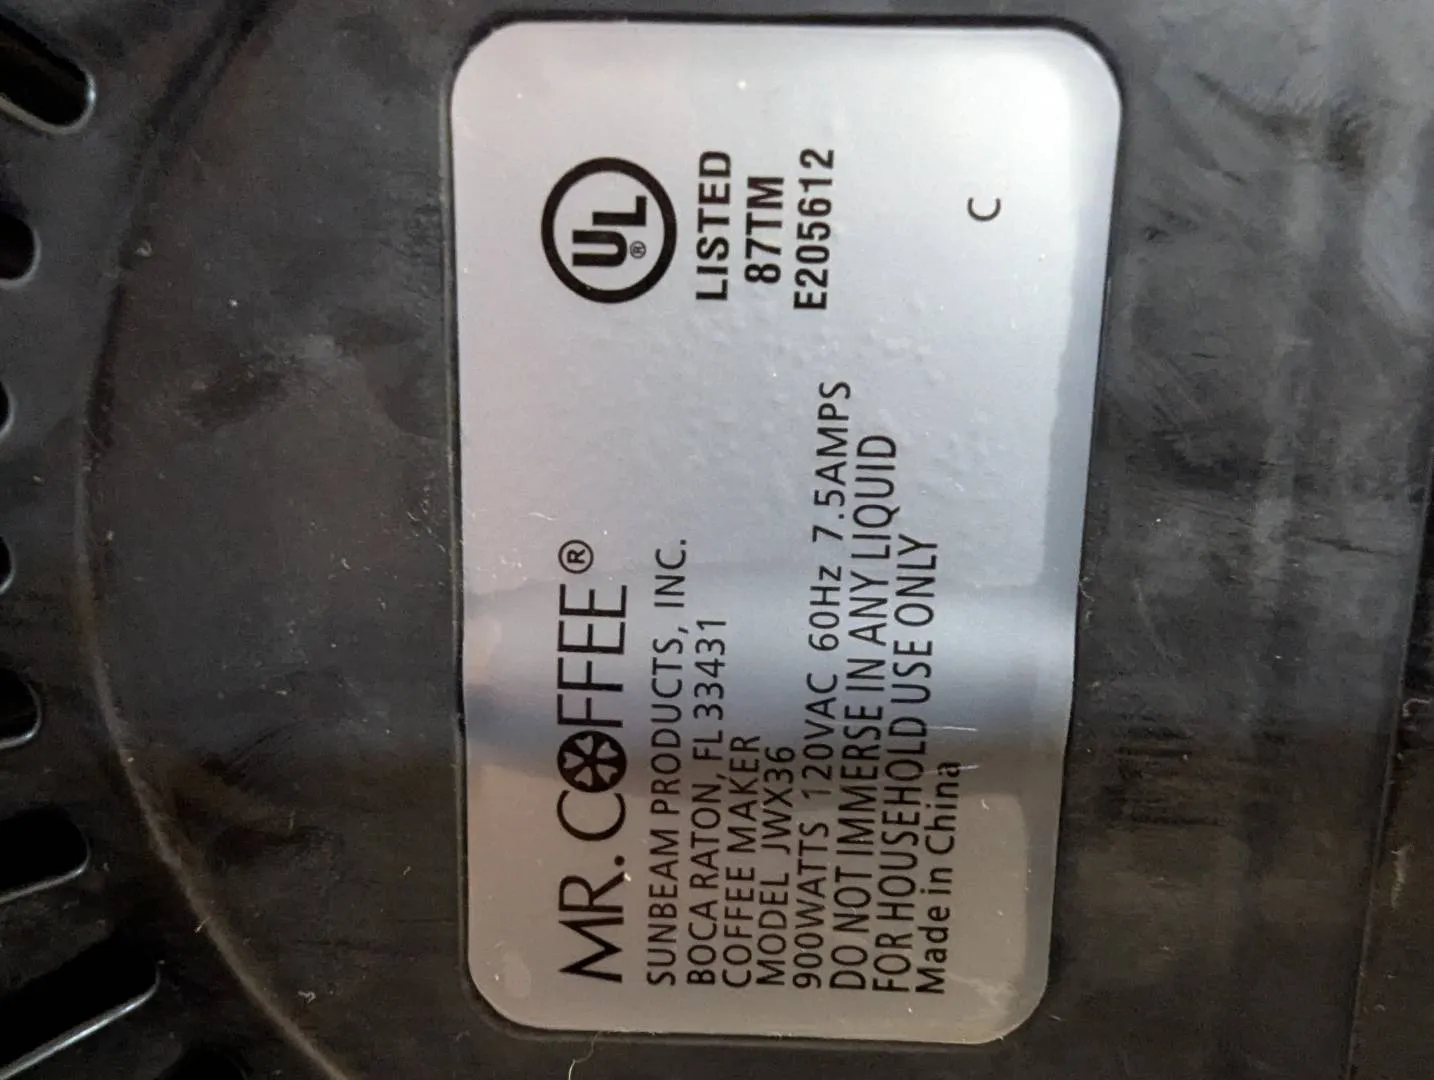 MR. COFFEE®
SUNBEAM PRODUCTS, INC.
BOCA RATON, FL 33431
COFFEE MAKER
MODEL JWX36
900WATTS 120VAC 60Hz 7.5AMPS
DO NOT IMMERSE IN ANY LIQUID
FOR HOUSEHOLD USE ONLY
Made in China
UL®
LISTED
87TM
E205612
C